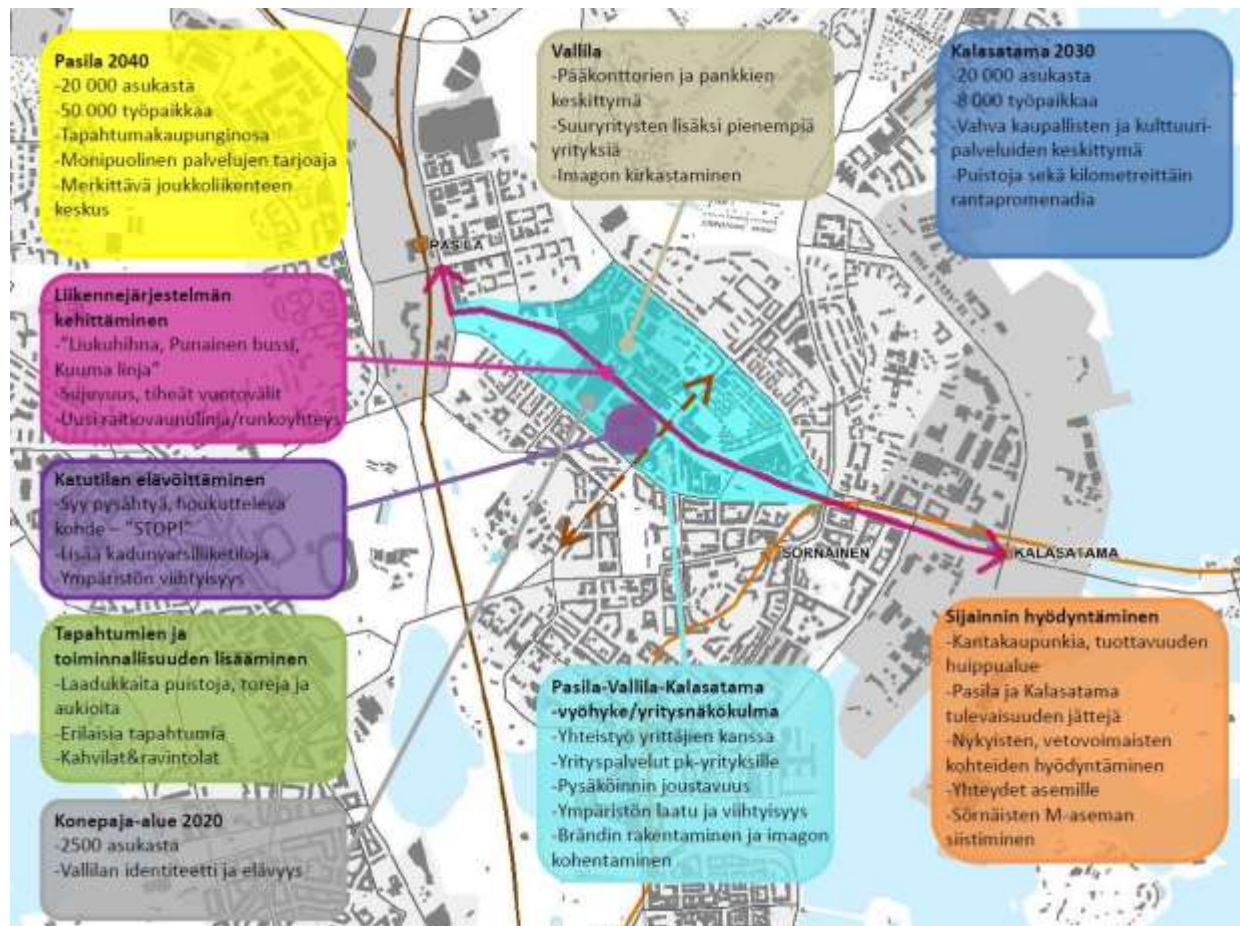 Pasila 2040
-20 000 asukasta
-50 000 työpaikkaa
-Tapahtumakaupunginosa
-Monipuolinen palvelujen tarjoaja
-Merkittävä joukkoliikenteen
keskus
Vallila
-Pääkonttorien ja pankkien
keskittymä
-Suuryritysten lisäksi pienempiä
yrityksiä
-Imagon kirkastaminen
Kalasatama 2030
-20 000 asukasta
-8 000 työpaikkaa
-Vahva kaupallisten ja kulttuuri-
palveluiden keskittymä
-Puistoja sekä kilometreittäin
rantapromenadia
PASILA
Liikennejärjestelmän
kehittäminen
-"Liukuhihna, Punainen bussi,
Kuuma linja"
-Sujuvuus, tiheät vuorovälit
-Uusi raitiovaunulinja/runkoyhteys
Katutilan elävöittäminen
-Syy pysähtyä, houkutteleva
kohde – "STOP!"
-Lisää kadunvarsiliiketiloja
-Ympäristön viihtyisyys
SÖRNÄINEN
KALASATAMA
Tapahtumien ja
toiminnallisuuden lisääminen
-Laadukkaita puistoja, toreja ja
aukioita
-Erilaisia tapahtumia
-Kahvilat&ravintolat
Konepaja-alue 2020
-2500 asukasta
-Vallilan identiteetti ja elävyys
Pasila-Vallila-Kalasatama
-vyöhyke/yritysnäkökulma
-Yhteistyö yrittäjien kanssa
-Yrityspalvelut pk-yrityksille
-Pysäköinnin joustavuus
-Ympäristön laatu ja viihtyisyys
-Brändin rakentaminen ja imagon
kohentaminen
Sijainnin hyödyntäminen
-Kantakaupunkia, tuottavuuden
huippualue
-Pasila ja Kalasatama
tulevaisuuden jättejä
-Nykyisten, vetovoimaisten
kohteiden hyödyntäminen
-Yhteydet asemille
-Sörnäisten M-aseman
siistiminen